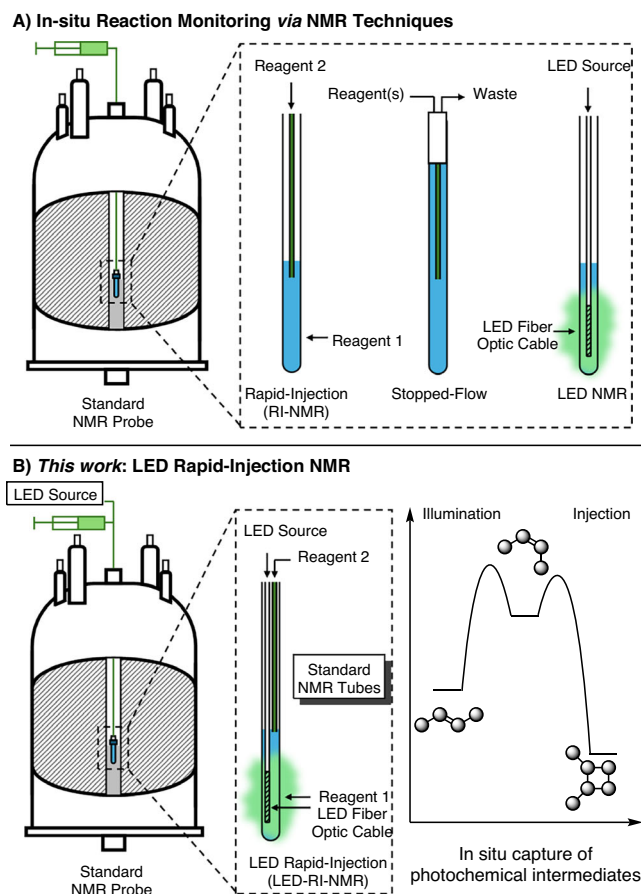 A) In-situ Reaction Monitoring via NMR Techniques
Reagent 2
Reagent(s)
Waste
LED Source
Reagent 1
LED Fiber
Optic Cable
Rapid-Injection
(RI-NMR)
Stopped-Flow
LED NMR
Standard
NMR Probe
B) This work: LED Rapid-Injection NMR
LED Source
LED Source
Reagent 2
Standard
NMR Tubes
Reagent 1
LED Fiber
Optic Cable
LED Rapid-Injection
(LED-RI-NMR)
Standard
NMR Probe
Illumination
Injection
In situ capture of
photochemical intermediates